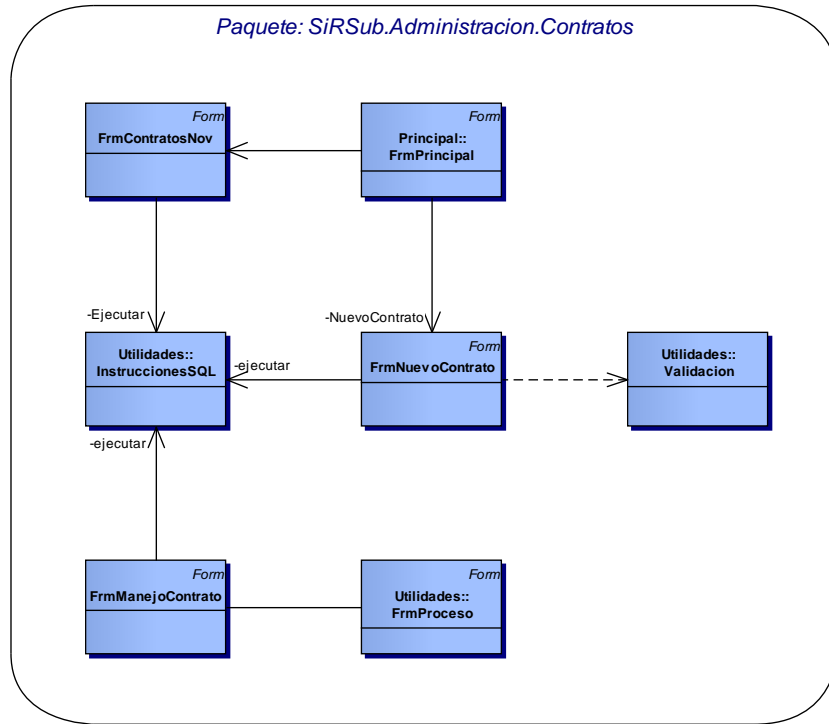 Paquete: SiRSub.Administracion.Contratos
Form
FrmContratosNov
Form
Principal::
FrmPrincipal
-Ejecutar
-NuevoContrato
Utilidades::
InstruccionesSQL
-ejecutar
Form
FrmNuevoContrato
Utilidades::
Validacion
-ejecutar
Form
FrmManejoContrato
Form
Utilidades::
FrmProceso